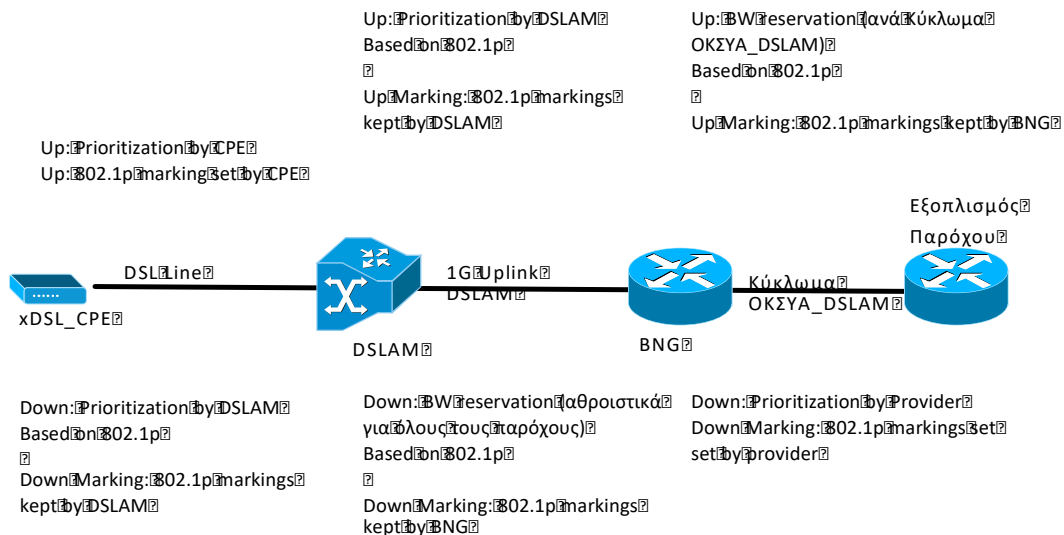 Up: Prioritization by DSLAM
Based on 802.1p
Up Marking: 802.1p markings
kept by DSLAM
Up: BW reservation (ανά Κύκλωμα
ΟΚΣΥΑ_DSLAM)
Based on 802.1p
Up Marking: 802.1p markings kept by BNG
Up: Prioritization by CPE
Up: 802.1p marking set by CPE
Εξοπλισμός
Παρόχου
DSL Line
1G Uplink
DSLAM
Κύκλωμα
ΟΚΣΥΑ_DSLAM
xDSL_CPE
DSLAM
BNG
Down: Prioritization by DSLAM
Based on 802.1p
Down Marking: 802.1p markings
kept by DSLAM
Down: BW reservation (αθροιστικά
για όλους τους παρόχους)
Based on 802.1p
Down Marking: 802.1p markings
kept by BNG
Down: Prioritization by Provider
Down Marking: 802.1p markings set
set by provider